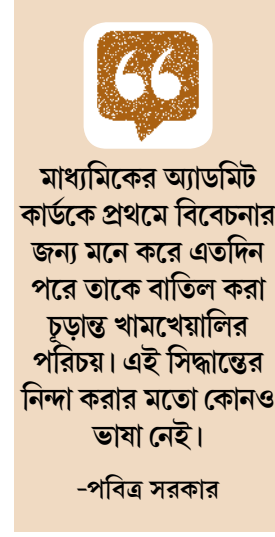 মাধ্যমিকের অ্যাডমিট
কার্ডকে প্রথমে বিবেচনার
জন্য মনে করে এতদিন
পরে তাকে বাতিল করা
চূড়ান্ত খামখেয়ালির
পরিচয়। এই সিদ্ধান্তের
নিন্দা করার মতো কোনও
ভাষা নেই।
-পবিত্র সরকার